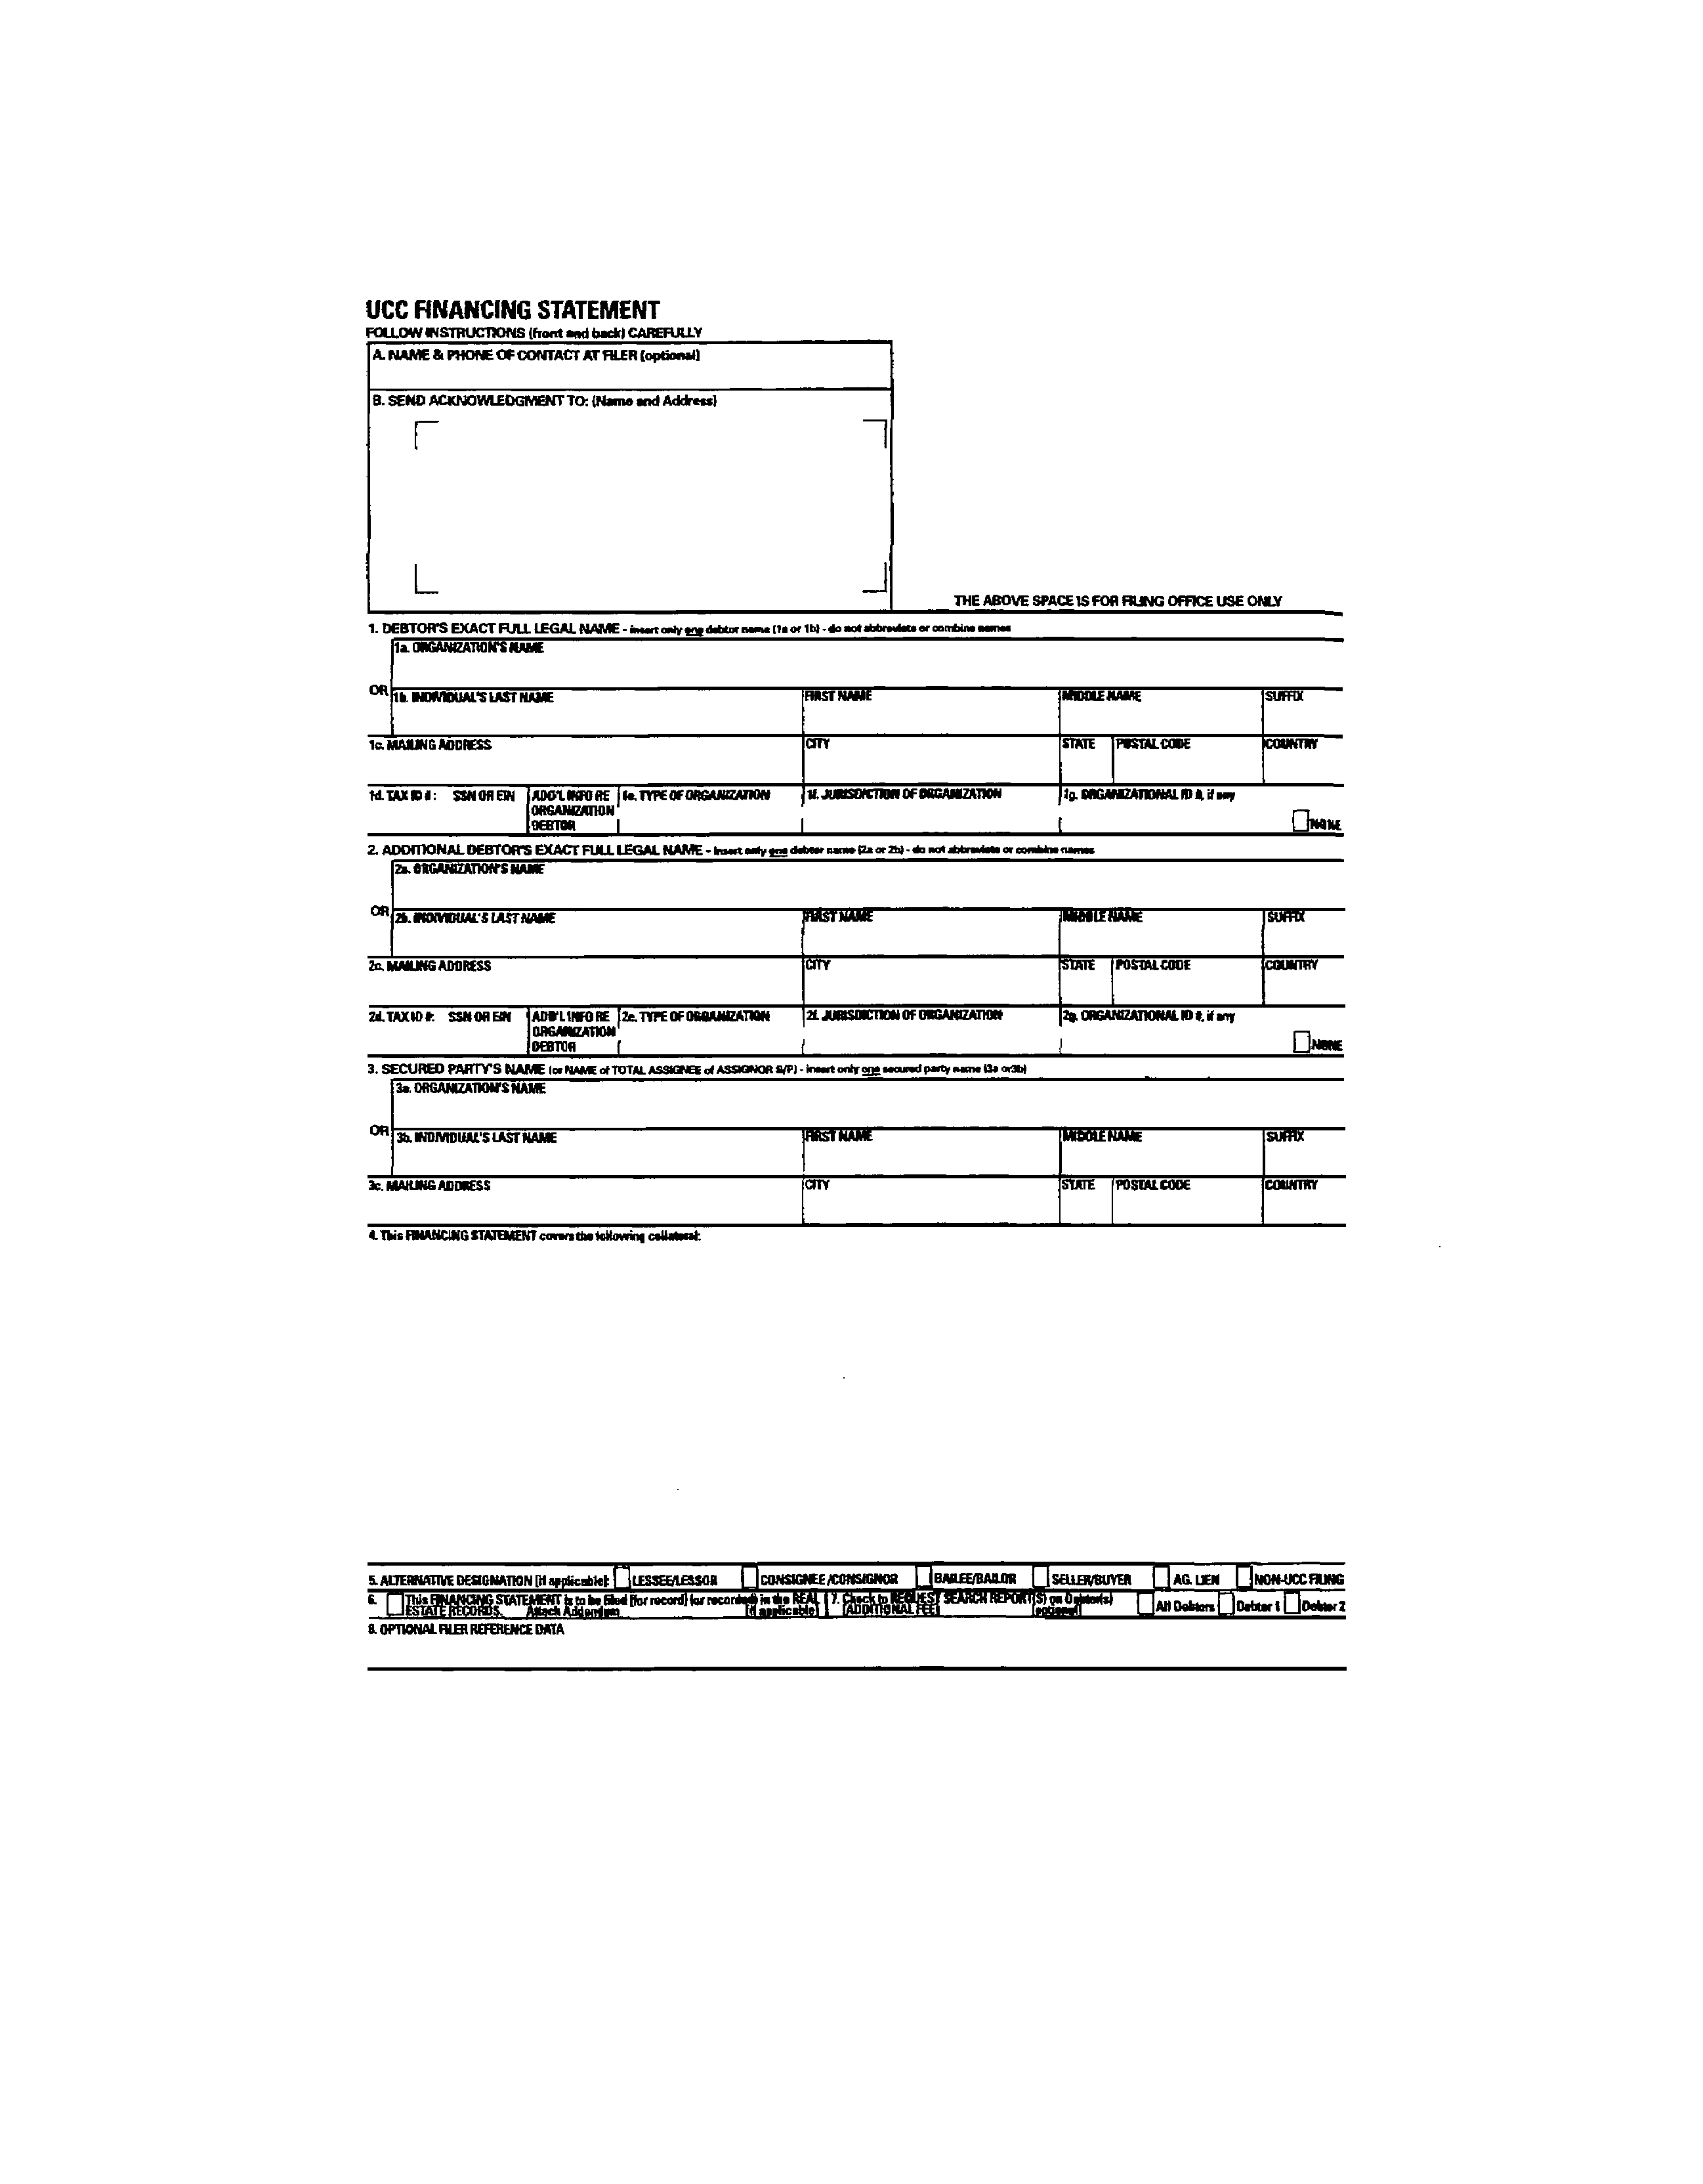 UCC FINANCING STATEMENT
FOLLOW INSTRUCTIONS (front and back) CAREFULLY
A. NAME & PHONE OF CONTACT AT FILER (optional)
B. SEND ACKNOWLEDGMENT TO: (Name and Address)
THE ABOVE SPACE IS FOR FILING OFFICE USE ONLY
1. DEBTOR'S EXACT FULL LEGAL NAME - insert only one debtor name (1a or 1b) - do not abbreviate or combine names
1a. ORGANIZATION'S NAME
OR
1b. INDIVIDUAL'S LAST NAME FIRST NAME MIDDLE NAME SUFFIX
1c. MAILING ADDRESS CITY STATE POSTAL CODE COUNTRY
1d. TAX ID #: SSN OR EIN ADD'L INFO RE ORGANIZATION DEBTOR 1e. TYPE OF ORGANIZATION 1f. JURISDICTION OF ORGANIZATION 1g. ORGANIZATIONAL ID #, if any NONE
2. ADDITIONAL DEBTOR'S EXACT FULL LEGAL NAME - insert only one debtor name (2a or 2b) - do not abbreviate or combine names
2a. ORGANIZATION'S NAME
OR
2b. INDIVIDUAL'S LAST NAME FIRST NAME MIDDLE NAME SUFFIX
2c. MAILING ADDRESS CITY STATE POSTAL CODE COUNTRY
2d. TAX ID #: SSN OR EIN ADD'L INFO RE ORGANIZATION DEBTOR 2e. TYPE OF ORGANIZATION 2f. JURISDICTION OF ORGANIZATION 2g. ORGANIZATIONAL ID #, if any NONE
3. SECURED PARTY'S NAME (or NAME of TOTAL ASSIGNEE of ASSIGNOR S/P) - insert only one secured party name (3a or3b)
3a. ORGANIZATION'S NAME
OR
3b. INDIVIDUAL'S LAST NAME FIRST NAME MIDDLE NAME SUFFIX
3c. MAILING ADDRESS CITY STATE POSTAL CODE COUNTRY
4. This FINANCING STATEMENT covers the following collateral:
5. ALTERNATIVE DESIGNATION [if applicable]: LESSEE/LESSOR CONSIGNEE/CONSIGNOR BAILEE/BAILOR SELLER/BUYER AG. LIEN NON-UCC FILING
6. This FINANCING STATEMENT is to be filed [for record] (or recorded) in the REAL ESTATE RECORDS. Attach Addendum [if applicable]
7. Check to REQUEST SEARCH REPORT(S) on Debtor(s) [ADDITIONAL FEE] [optional] All Debtors Debtor 1 Debtor 2
8. OPTIONAL FILER REFERENCE DATA